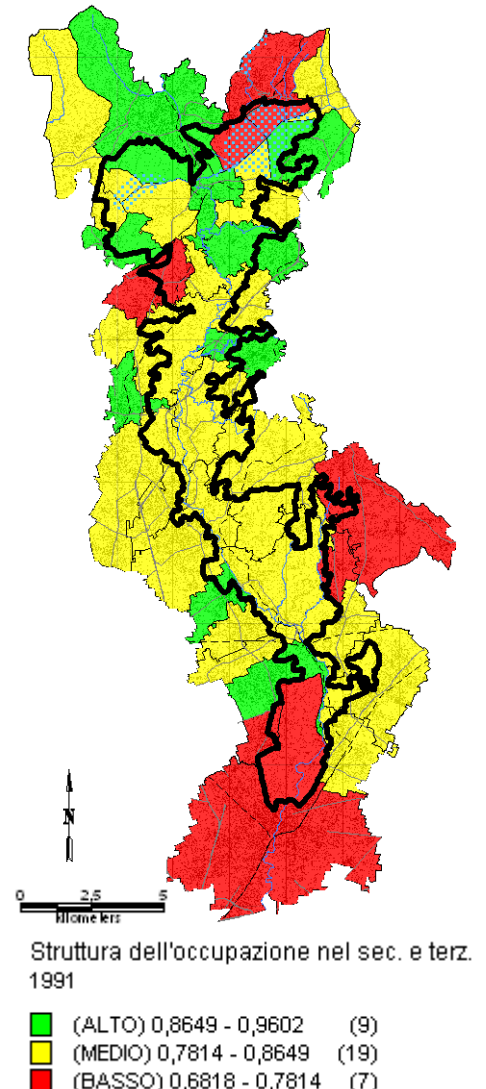 N
0 2,5 5
kilometers
Struttura dell'occupazione nel sec. e terz.
1991
(ALTO) 0,8649 - 0,9602 (9)
(MEDIO) 0,7814 - 0,8649 (19)
(BASSO) 0,6818 - 0,7814 (7)